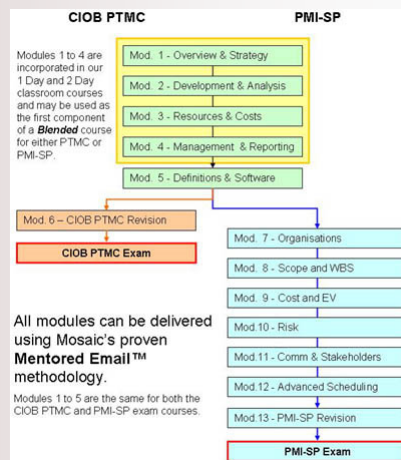 CIOB PTMC
PMI-SP
Modules 1 to 4 are
incorporated in our
1 Day and 2 Day
classroom courses
and may be used as
the first component
of a Blended course
for either PTMC or
PMI-SP.
Mod. 1 - Overview & Strategy
Mod. 2 - Development & Analysis
Mod. 3 - Resources & Costs
Mod. 4 - Management & Reporting
Mod. 5 - Definitions & Software
Mod. 6 – CIOB PTMC Revision
CIOB PTMC Exam
Mod. 7 - Organisations
Mod. 8 - Scope and WBS
Mod. 9 - Cost and EV
Mod.10 - Risk
Mod.11 - Comm & Stakeholders
Mod.12 - Advanced Scheduling
Mod.13 - PMI-SP Revision
PMI-SP Exam
All modules can be delivered
using Mosaic's proven
Mentored Email™
methodology.
Modules 1 to 5 are the same for both the
CIOB PTMC and PMI-SP exam courses.